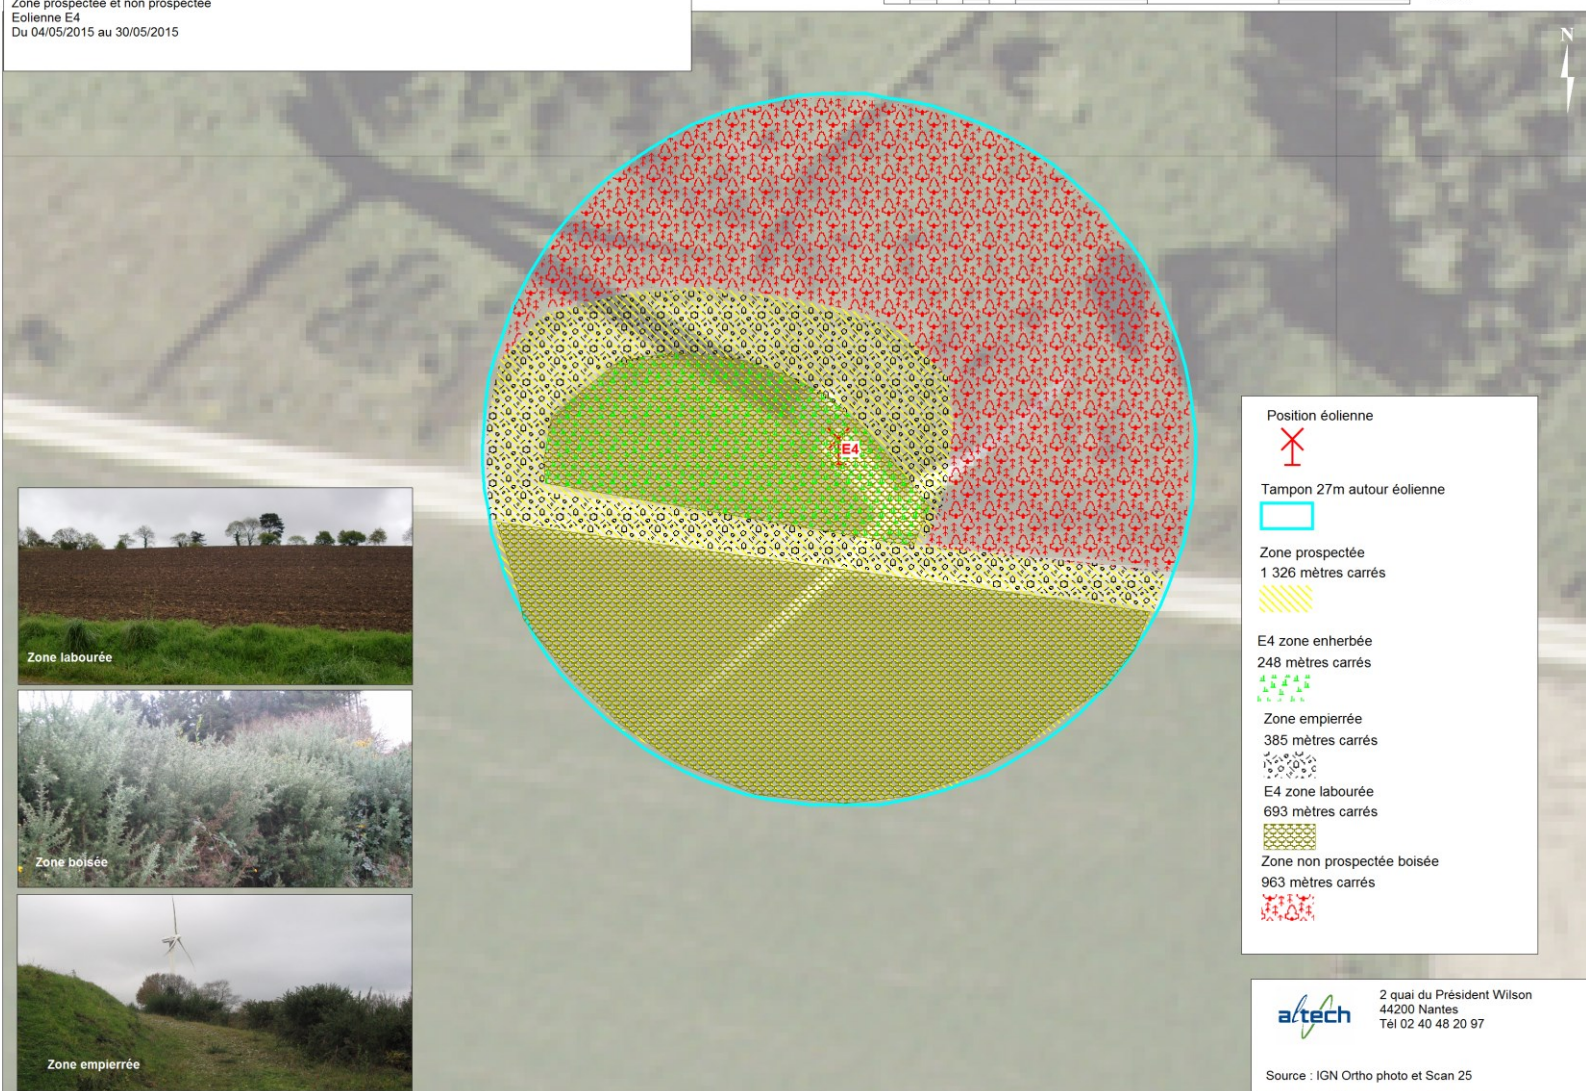 Zone prospectée et non prospectée
Eolienne E4
Du 04/05/2015 au 30/05/2015
N
E4
Position éolienne
Tampon 27m autour éolienne
Zone prospectée
1 326 mètres carrés
E4 zone enherbée
248 mètres carrés
Zone empierrée
385 mètres carrés
E4 zone labourée
693 mètres carrés
Zone non prospectée boisée
963 mètres carrés
Zone labourée
Zone boisée
Zone empierrée
altech
2 quai du Président Wilson
44200 Nantes
Tél 02 40 48 20 97
Source : IGN Ortho photo et Scan 25